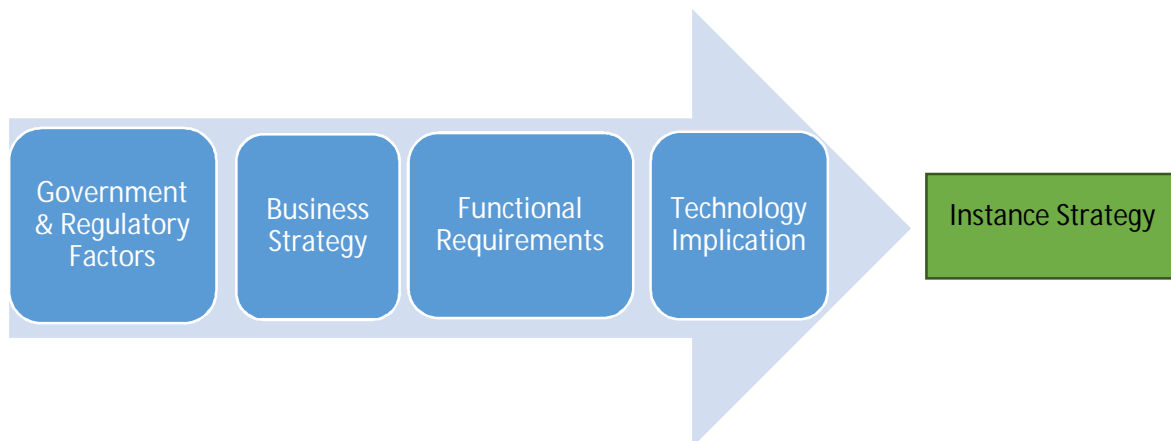 Government
& Regulatory
Factors
Business
Strategy
Functional
Requirements
Technology
Implication
Instance Strategy